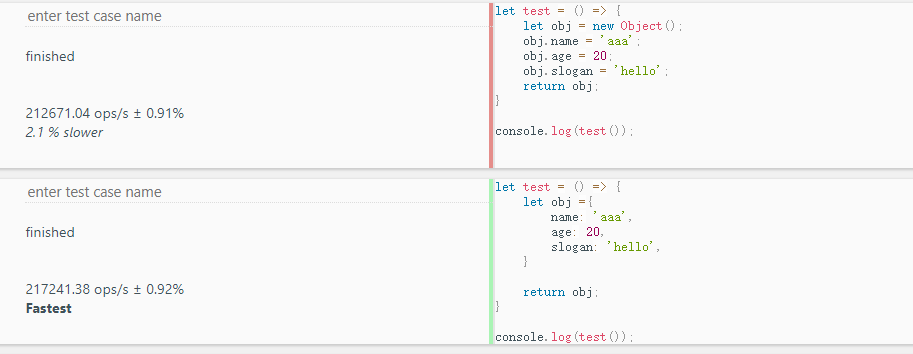 enter test case name
finished
212671.04 ops/s ± 0.91%
2.1 % slower
let test = () => {
    let obj = new Object();
    obj.name = 'aaa';
    obj.age = 20;
    obj.slogan = 'hello';
    return obj;
}
console.log(test());
enter test case name
finished
217241.38 ops/s ± 0.92%
Fastest
let test = () => {
    let obj ={
        name: 'aaa',
        age: 20,
        slogan: 'hello',
    }
    return obj;
}
console.log(test());